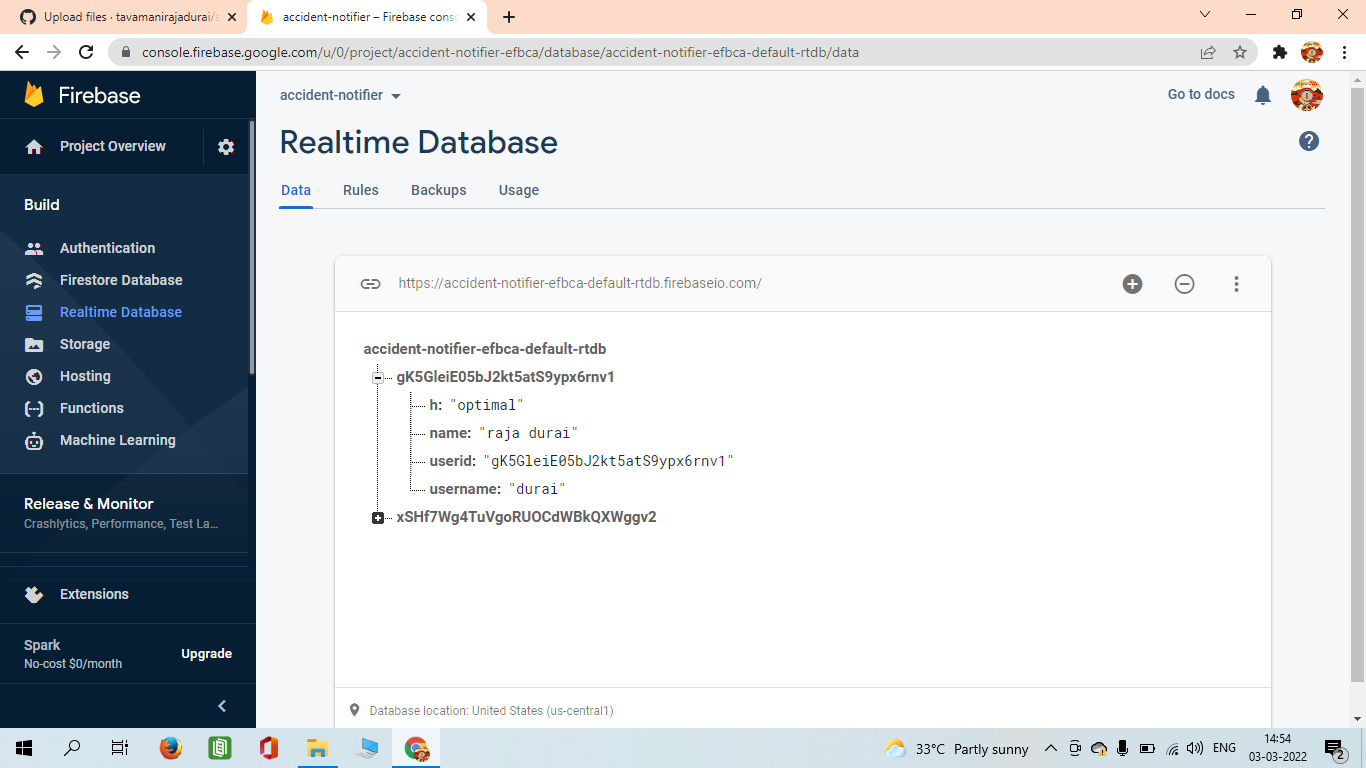 Upload files · tavamanirajadurai/s
accident-notifier – Firebase conso
console.firebase.google.com/u/0/project/accident-notifier-efbca/database/accident-notifier-efbca-default-rtdb/data
Firebase
accident-notifier
Go to docs
Project Overview
Realtime Database
Data Rules Backups Usage
Build
Authentication
Firestore Database
Realtime Database
Storage
Hosting
Functions
Machine Learning
Release & Monitor
Crashlytics, Performance, Test La...
Extensions
Spark
No-cost $0/month
Upgrade
https://accident-notifier-efbca-default-rtdb.firebaseio.com/
accident-notifier-efbca-default-rtdb
gK5GleiE05bJ2kt5atS9ypx6rnv1
h: "optimal"
name: "raja durai"
userid: "gK5GleiE05bJ2kt5atS9ypx6rnv1"
username: "durai"
xSHf7Wg4TuVgoRUOCdWBkQXWggv2
Database location: United States (us-central1)
33°C Partly sunny
ENG
14:54
03-03-2022
2